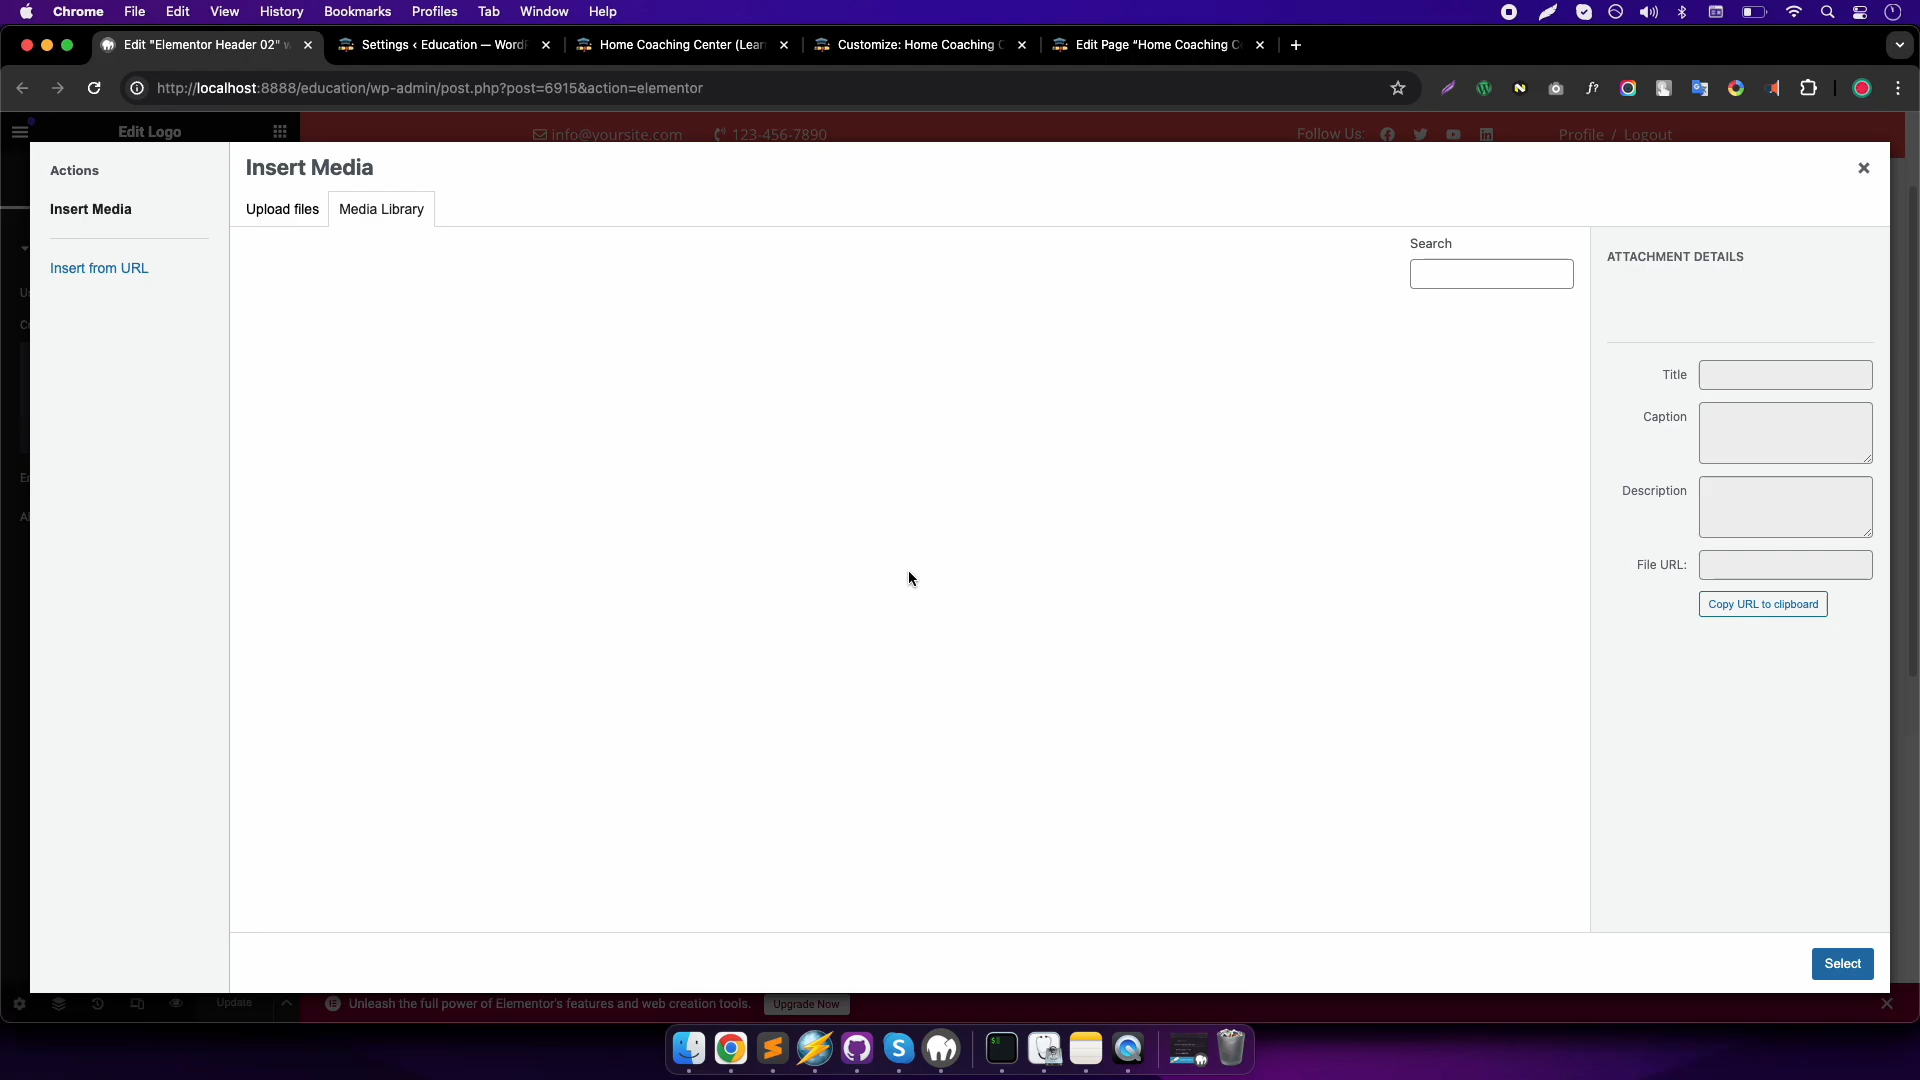 Chrome File Edit View History Bookmarks Profiles Tab Window Help
Edit "Elementor Header 02" Settings ‹ Education — Word Home Coaching Center (Lea Customize: Home Coaching Edit Page "Home Coaching
http://localhost:8888/education/wp-admin/post.php?post=6915&action=elementor
Edit Logo info@yoursite.com 123-456-7890 Follow Us: Profile / Logout
Actions
Insert Media
Insert from URL
Insert Media
Upload files Media Library
Search
ATTACHMENT DETAILS
Title
Caption
Description
File URL:
Copy URL to clipboard
Select
Update Unleash the full power of Elementor's features and web creation tools. Upgrade Now